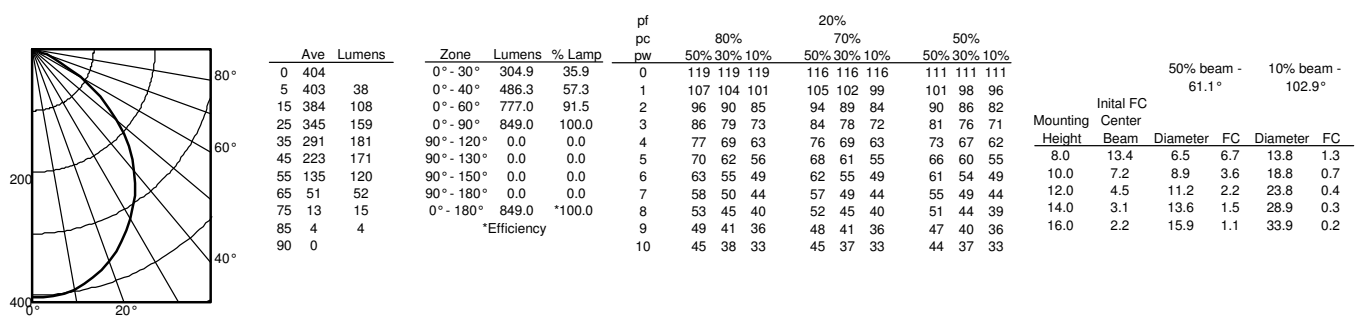 80°
60°
40°
20°
0°
200
400
Ave Lumens
0 404
5 403 38
15 384 108
25 345 159
35 291 181
45 223 171
55 135 120
65 51 52
75 13 15
85 4 4
90 0
Zone Lumens % Lamp
0° - 30° 304.9 35.9
0° - 40° 486.3 57.3
0° - 60° 777.0 91.5
0° - 90° 849.0 100.0
90° - 120° 0.0 0.0
90° - 130° 0.0 0.0
90° - 150° 0.0 0.0
90° - 180° 0.0 0.0
0° - 180° 849.0 *100.0
*Efficiency
pf 20%
pc 80% 70% 50%
pw 50% 30% 10% 50% 30% 10% 50% 30% 10%
0 119 119 119 116 116 116 111 111 111
1 107 104 101 105 102 99 101 98 96
2 96 90 85 94 89 84 90 86 82
3 86 79 73 84 78 72 81 76 71
4 77 69 63 76 69 63 73 67 62
5 70 62 56 68 61 55 66 60 55
6 63 55 49 62 55 49 61 54 49
7 58 50 44 57 49 44 55 49 44
8 53 45 40 52 45 40 51 44 39
9 49 41 36 48 41 36 47 40 36
10 45 38 33 45 37 33 44 37 33
50% beam - 10% beam -
61.1° 102.9°
Inital FC
Mounting Center
Height Beam Diameter FC Diameter FC
8.0 13.4 6.5 6.7 13.8 1.3
10.0 7.2 8.9 3.6 18.8 0.7
12.0 4.5 11.2 2.2 23.8 0.4
14.0 3.1 13.6 1.5 28.9 0.3
16.0 2.2 15.9 1.1 33.9 0.2